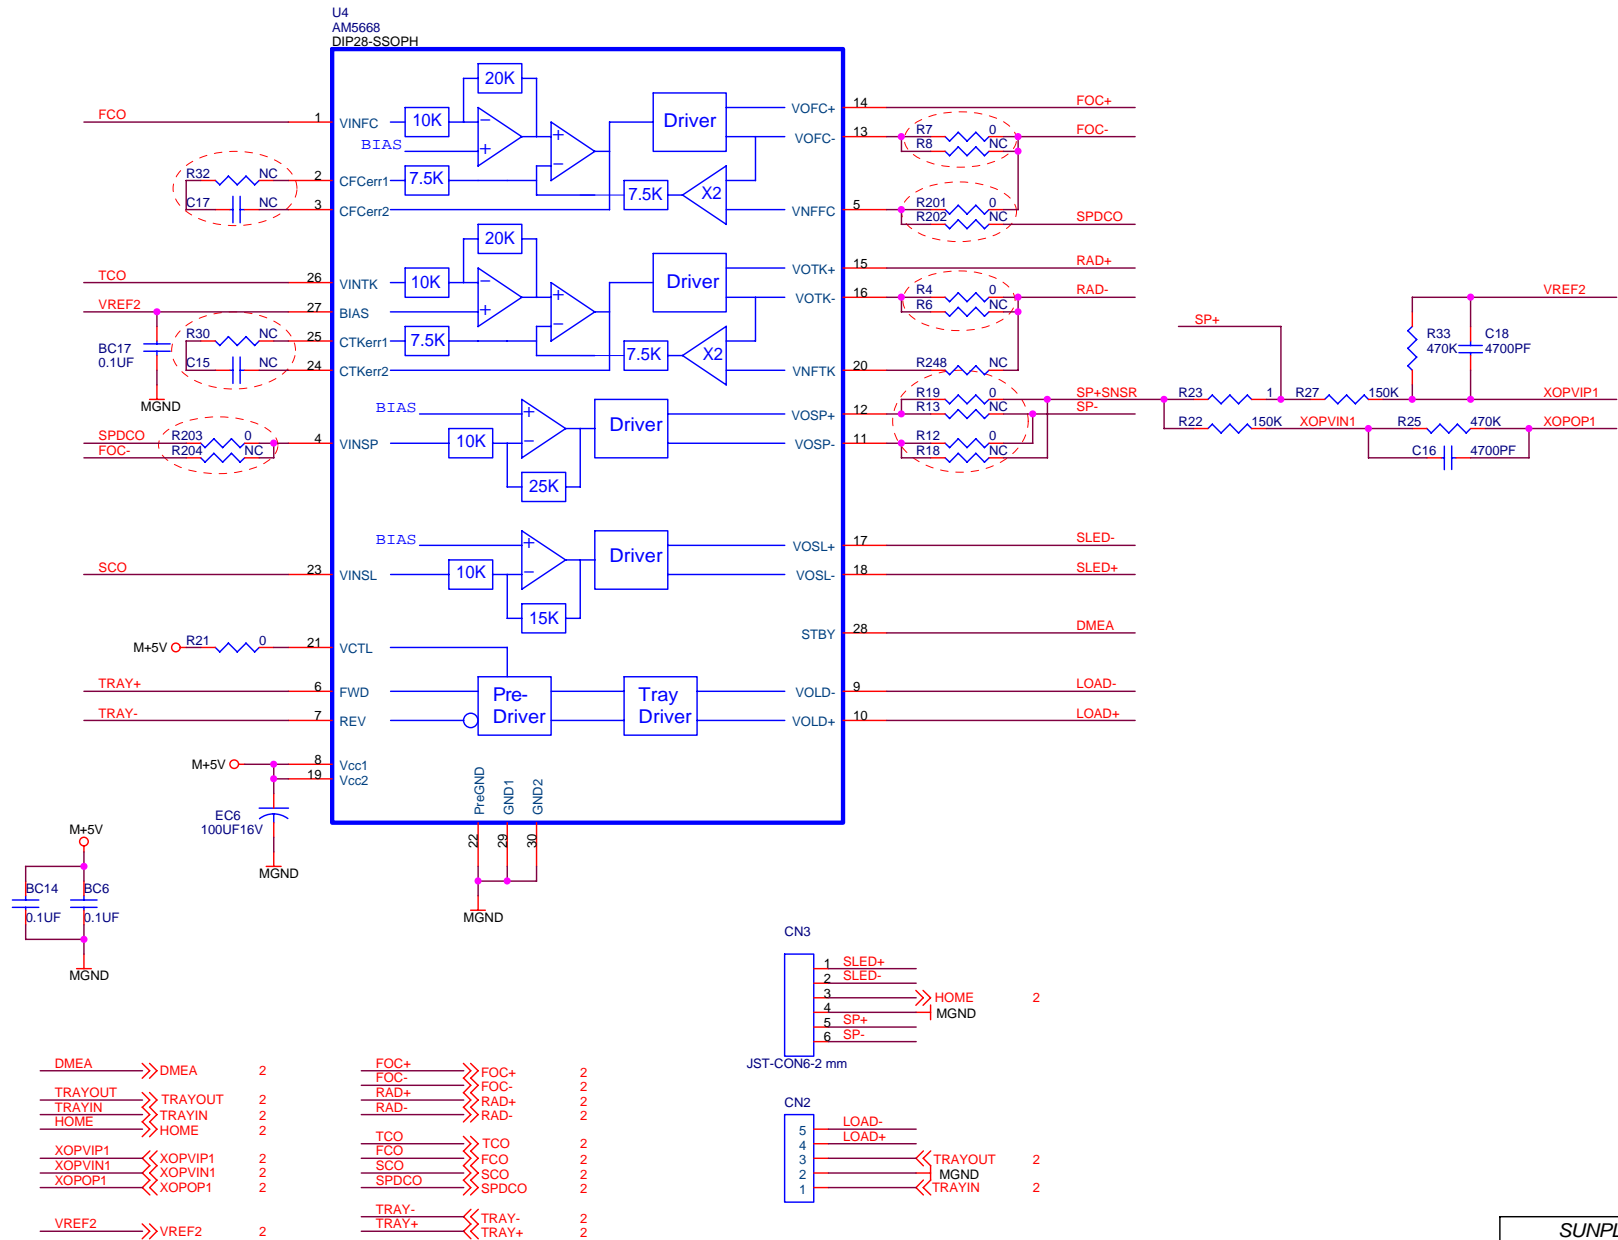 U4
AM5668
DIP28-SSOPH
FCO 1 VINFC 10K 20K Driver VOFC+ 14 FOC+
BIAS
VOFC- 13 R7 0 FOC-
R8 NC
R32 NC 2 CFCerr1 7.5K 7.5K X2
C17 NC 3 CFCerr2 VNFFC 5 R201 0
R202 NC SPDCO
TCO 26 VINTK 10K 20K Driver VOTK+ 15 RAD+
VOTK- 16 R4 0 RAD-
R6 NC
VREF2 27 BIAS
BC17
0.1UF
MGND
R30 NC 25 CTKerr1 7.5K 7.5K X2
C15 NC 24 CTKerr2 VNFTK 20 R248 NC
BIAS
R19 0 SP+SNSR
VOSP+ 12 R13 NC SP-
SPDCO R203 0 4 VINSP 10K 25K Driver VOSP- 11 R12 0
FOC- R204 NC
R18 NC
SP+
VREF2
R33
470K
C18
4700PF
R23 1 R27 150K XOPVIP1
R22 150K XOPVIN1 R25 470K XOPOP1
C16 4700PF
BIAS
VOSL+ 17 SLED-
SCO 23 VINSL 10K 15K Driver VOSL- 18 SLED+
STBY 28 DMEA
M+5V R21 0 21 VCTL
TRAY+ 6 FWD Pre-
Driver Tray
Driver VOLD- 9 LOAD-
TRAY- 7 REV VOLD+ 10 LOAD+
M+5V 8 Vcc1
19 Vcc2
EC6
100UF16V
MGND
PreGND GND1 GND2
22 29 30
MGND
M+5V
BC14 BC6
0.1UF 0.1UF
MGND
CN3
1 SLED+
2 SLED-
3 HOME 2
4 MGND
5 SP+
6 SP-
JST-CON6-2 mm
CN2
5 LOAD-
4 LOAD+
3 TRAYOUT 2
2 MGND
1 TRAYIN 2
DMEA DMEA 2
TRAYOUT TRAYOUT 2
TRAYIN TRAYIN 2
HOME HOME 2
XOPVIP1 XOPVIP1 2
XOPVIN1 XOPVIN1 2
XOPOP1 XOPOP1 2
VREF2 VREF2 2
FOC+ FOC+ 2
FOC- FOC- 2
RAD+ RAD+ 2
RAD- RAD- 2
TCO TCO 2
FCO FCO 2
SCO SCO 2
SPDCO SPDCO 2
TRAY- TRAY- 2
TRAY+ TRAY+ 2
SUNPL